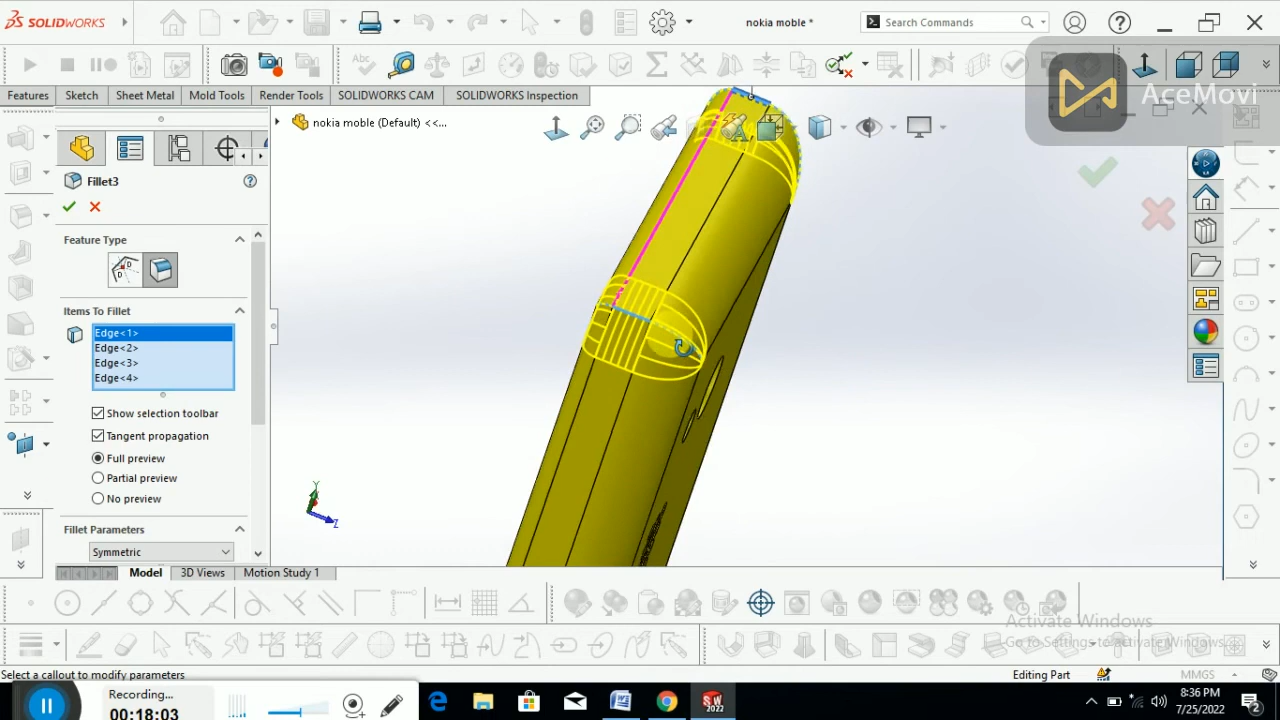 SOLIDWORKS
nokia moble *
Search Commands
AceMovi
Features
Sketch
Sheet Metal
Mold Tools
Render Tools
SOLIDWORKS CAM
SOLIDWORKS Inspection
nokia moble (Default) <<...
Fillet3
Feature Type
Items To Fillet
Edge<1>
Edge<2>
Edge<3>
Edge<4>
Show selection toolbar
Tangent propagation
Full preview
Partial preview
No preview
Fillet Parameters
Symmetric
Y
Z
Model
3D Views
Motion Study 1
Activate Windows
Go to Settings to activate Windows.
Select a callout to modify parameters
Editing Part
MMGS
Recording...
00:18:03
8:36 PM
7/25/2022